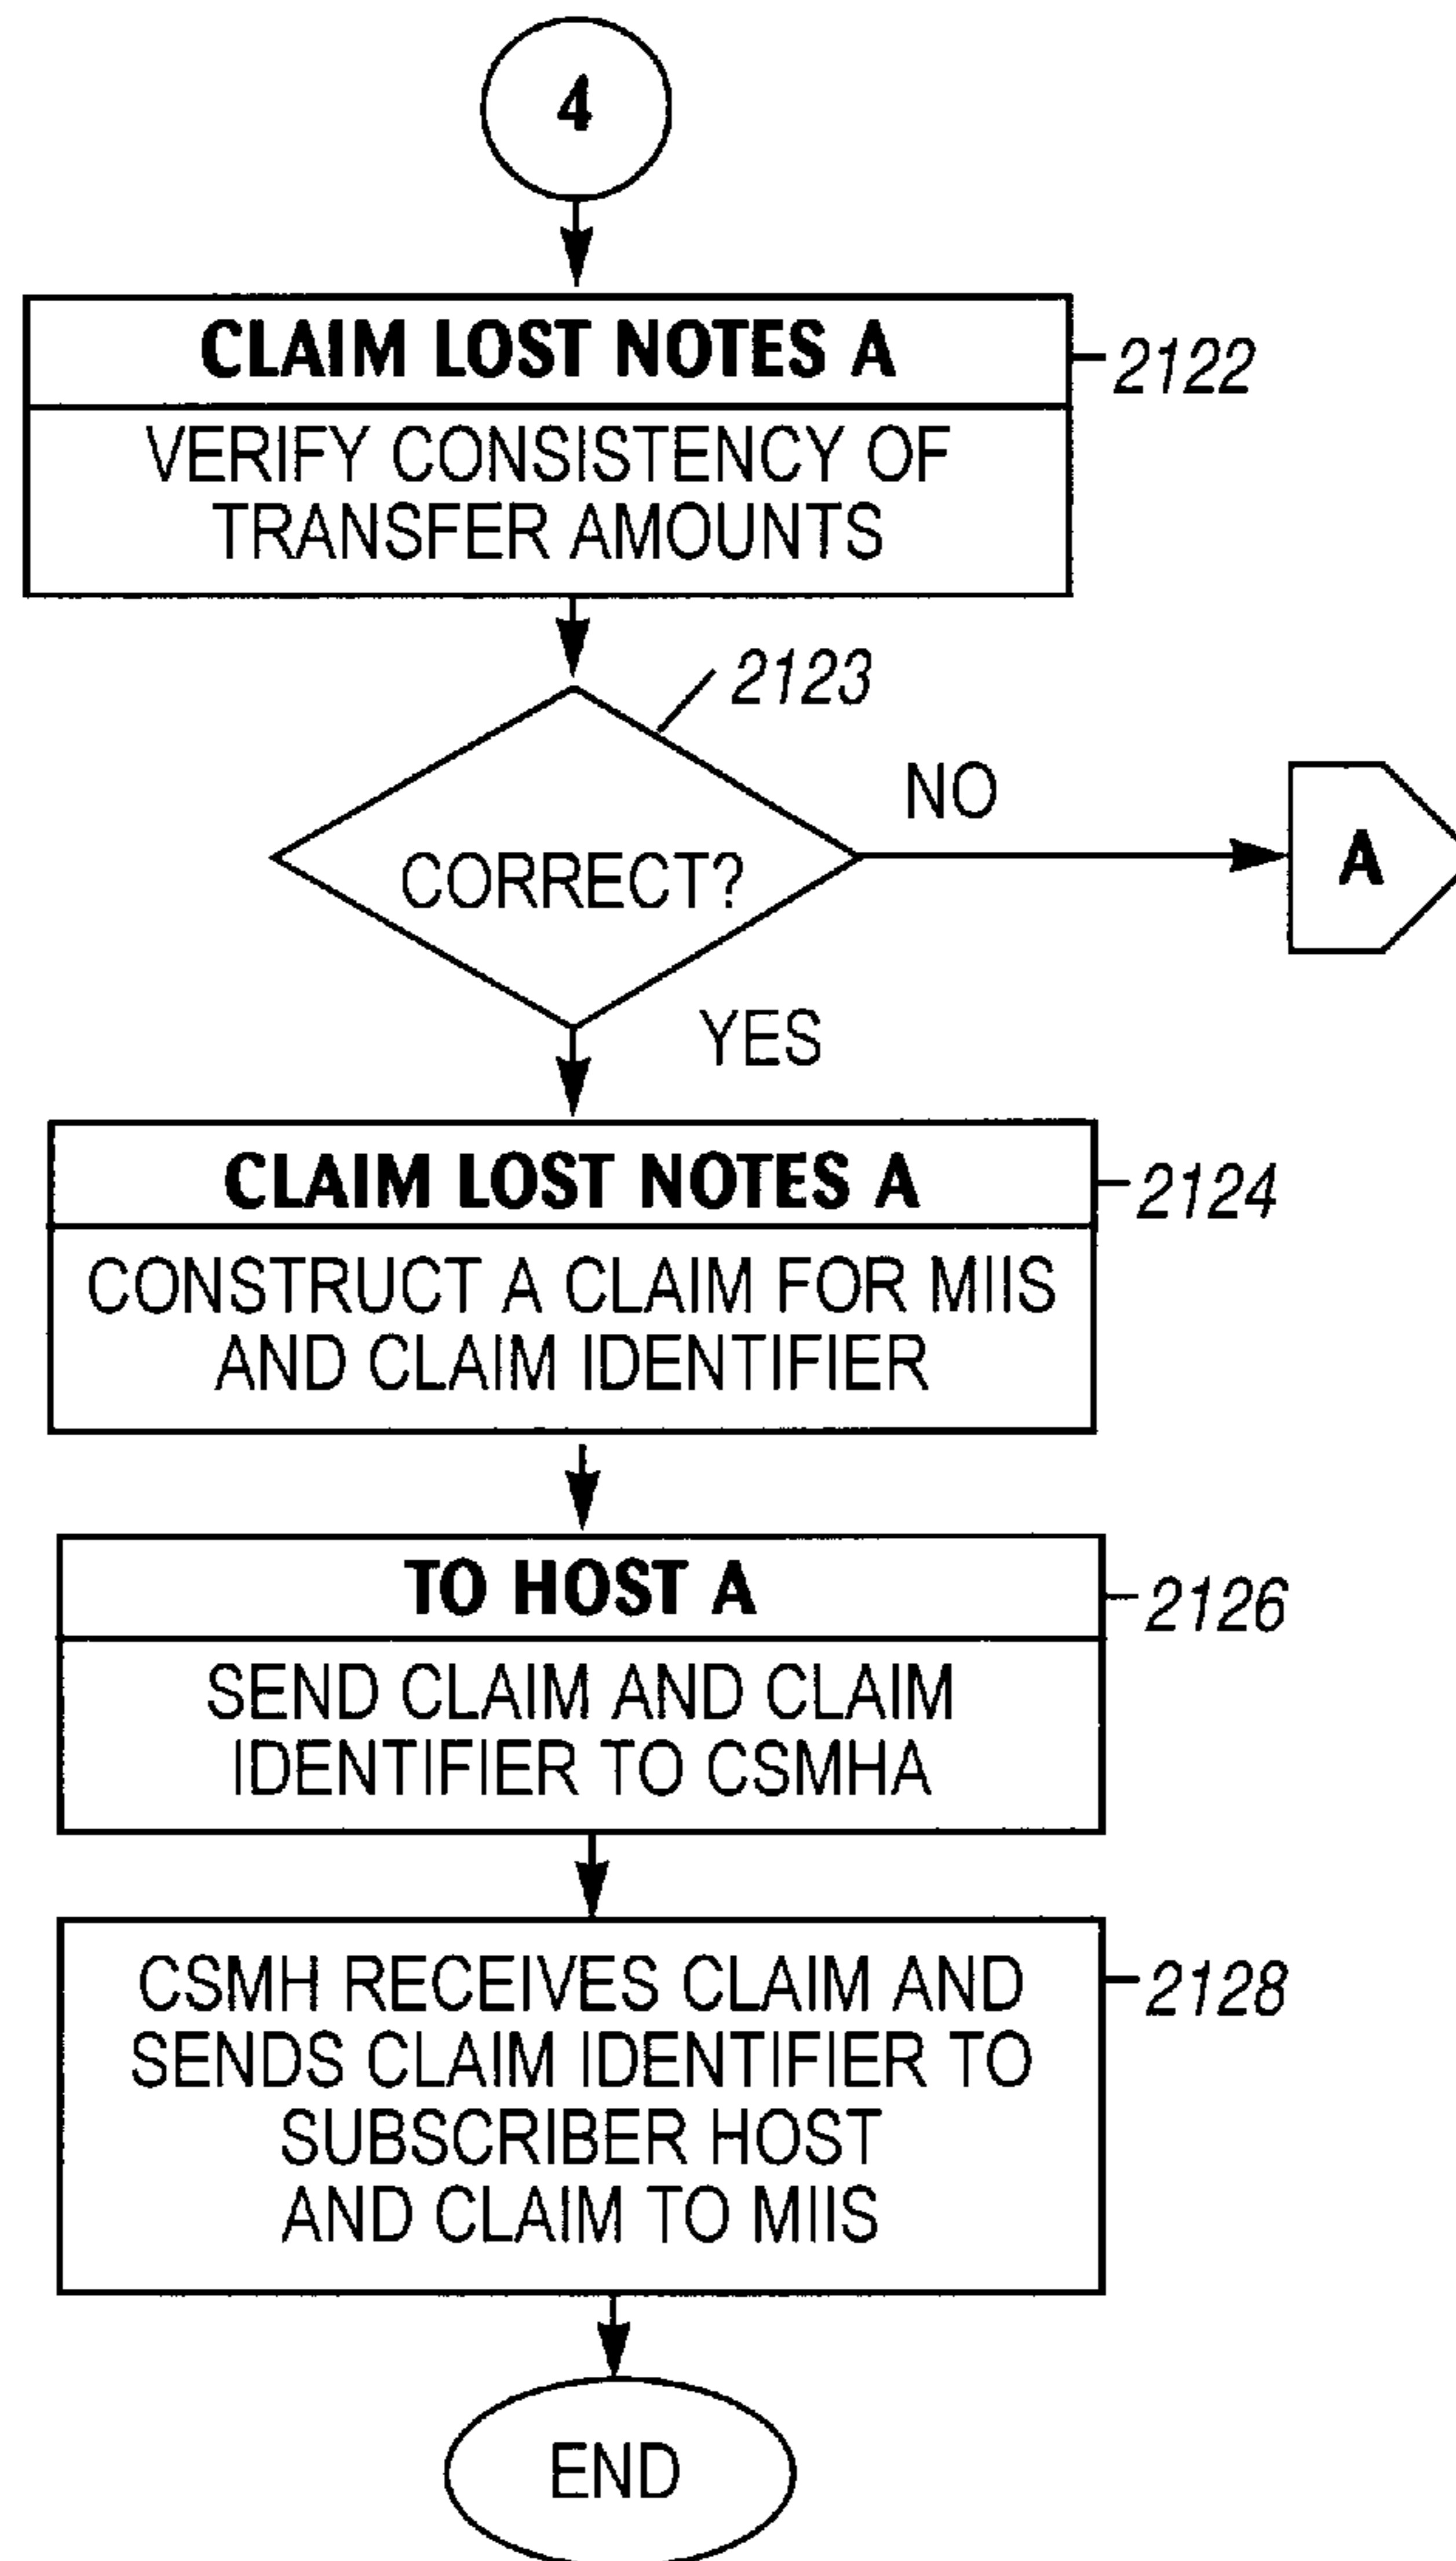 4
CLAIM LOST NOTES A
2122
VERIFY CONSISTENCY OF
TRANSFER AMOUNTS
2123
NO
CORRECT?
A
YES
CLAIM LOST NOTES A
2124
CONSTRUCT A CLAIM FOR MIIS
AND CLAIM IDENTIFIER
TO HOST A
2126
SEND CLAIM AND CLAIM
IDENTIFIER TO CSMHA
CSMH RECEIVES CLAIM AND
2128
SENDS CLAIM IDENTIFIER TO
SUBSCRIBER HOST
AND CLAIM TO MIIS
END